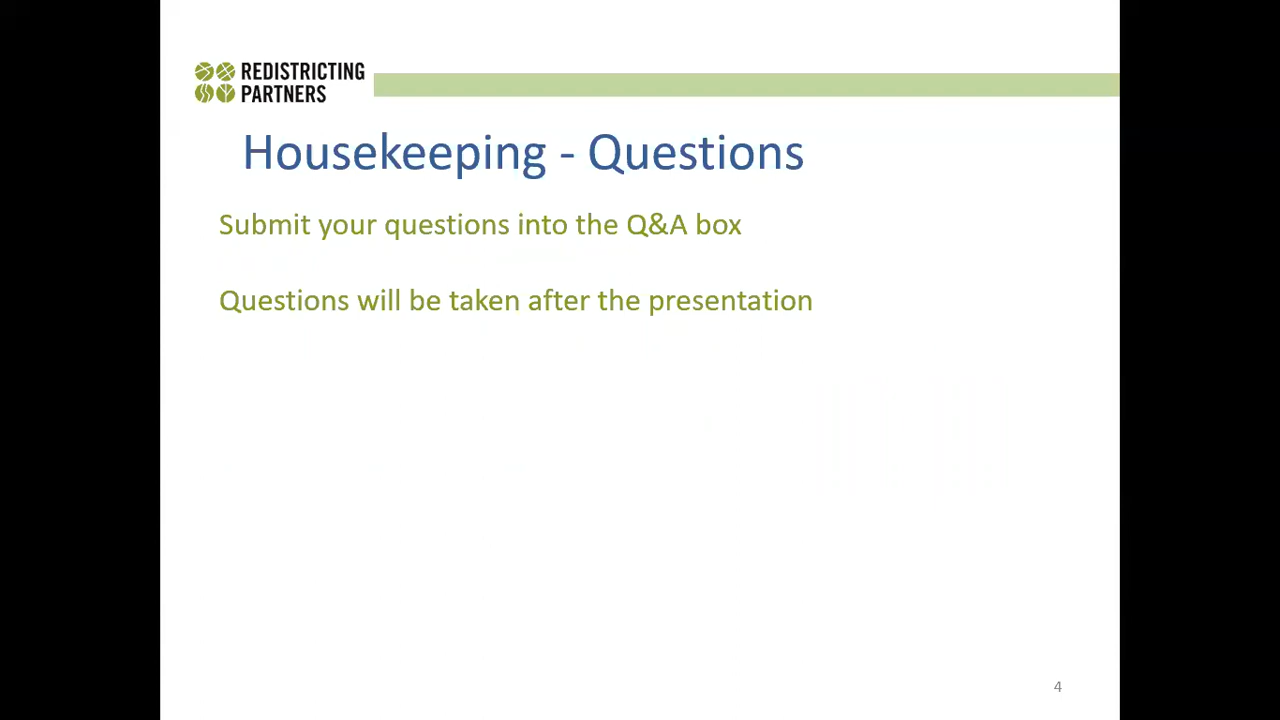 REDISTRICTING
PARTNERS
Housekeeping - Questions
Submit your questions into the Q&A box
Questions will be taken after the presentation
4